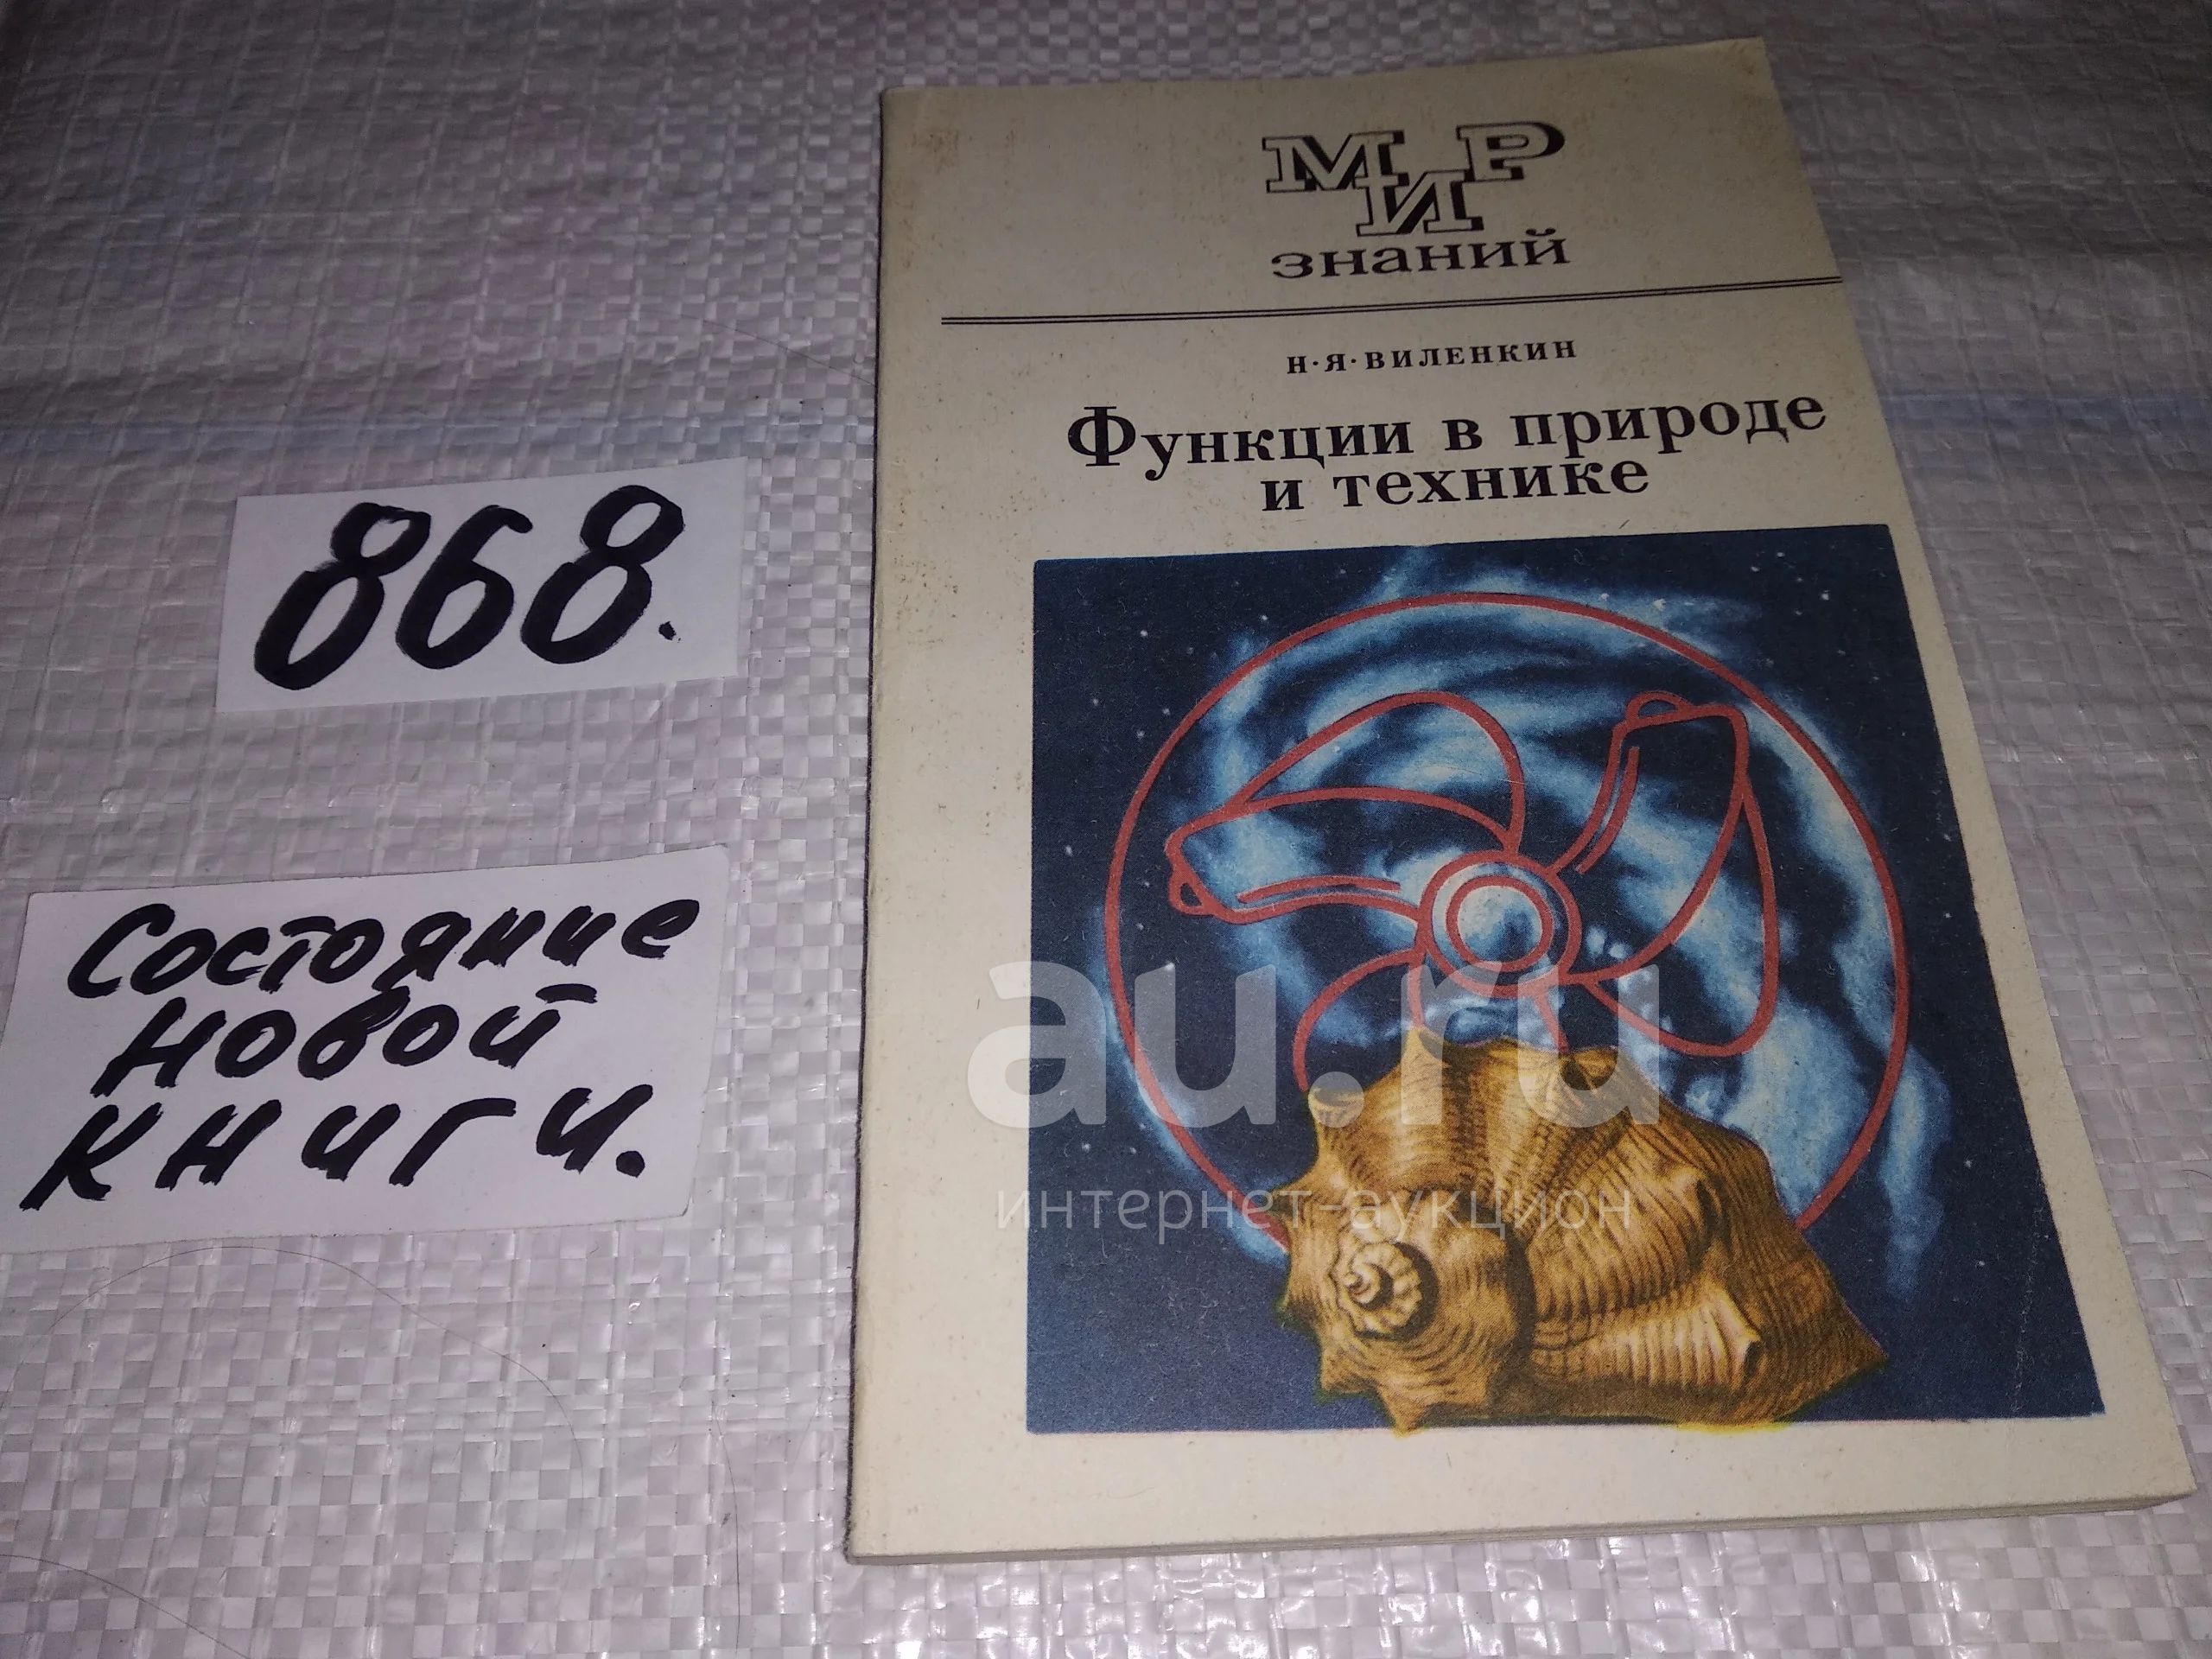 МИР
знаний
Н·Я·ВИЛЕНКИН
Функции в природе
и технике
868.
Состояние
новой
книги.
au.ru
интернет-аукцион